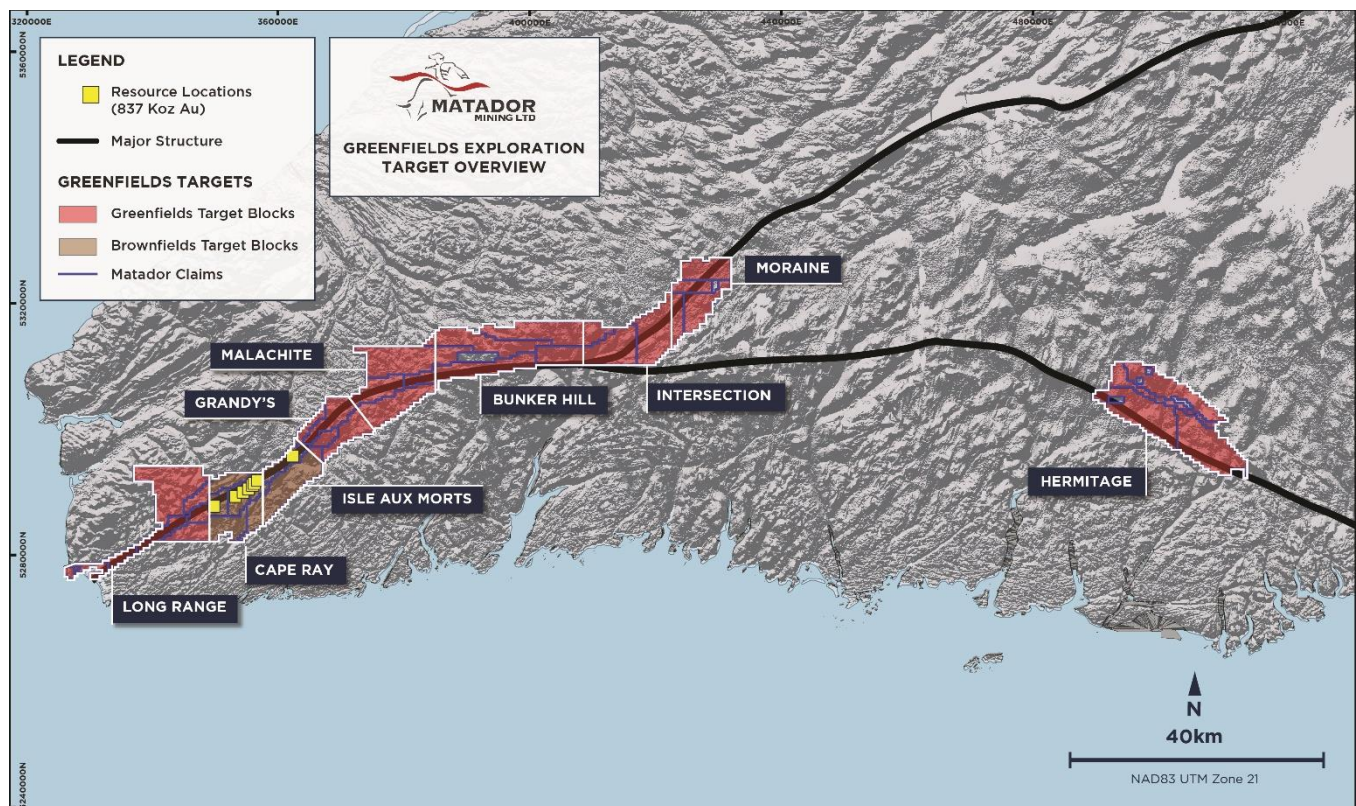 320000E
360000E
400000E
440000E
480000E
5360000N
5320000N
5280000N
5240000N
LEGEND
Resource Locations
(837 Koz Au)
Major Structure
GREENFIELDS TARGETS
Greenfields Target Blocks
Brownfields Target Blocks
Matador Claims
MATADOR
MINING LTD
GREENFIELDS EXPLORATION
TARGET OVERVIEW
MORAINE
MALACHITE
GRANDY'S
BUNKER HILL
INTERSECTION
HERMITAGE
ISLE AUX MORTS
CAPE RAY
LONG RANGE
N
40km
NAD83 UTM Zone 21